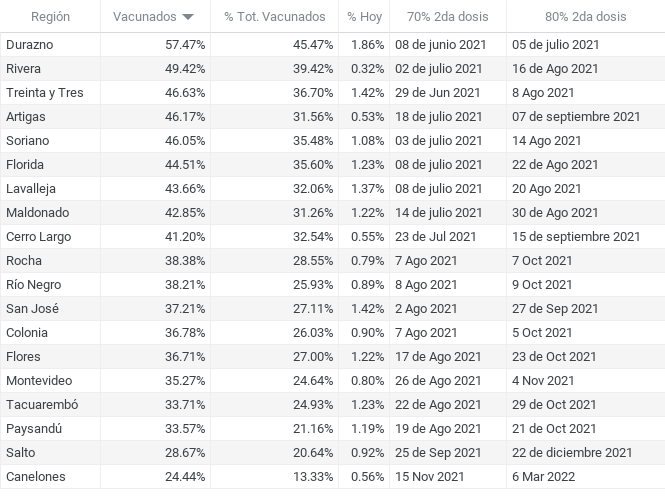 Región Vacunados % Tot. Vacunados % Hoy 70% 2da dosis 80% 2da dosis
Durazno 57.47% 45.47% 1.86% 08 de junio 2021 05 de julio 2021
Rivera 49.42% 39.42% 0.32% 02 de julio 2021 16 de Ago 2021
Treinta y Tres 46.63% 36.70% 1.42% 29 de Jun 2021 8 Ago 2021
Artigas 46.17% 31.56% 0.53% 18 de julio 2021 07 de septiembre 2021
Soriano 46.05% 35.48% 1.08% 03 de julio 2021 14 Ago 2021
Florida 44.51% 35.60% 1.23% 08 de julio 2021 22 de Ago 2021
Lavalleja 43.66% 32.06% 1.37% 08 de julio 2021 20 Ago 2021
Maldonado 42.85% 31.26% 1.22% 14 de julio 2021 30 de Ago 2021
Cerro Largo 41.20% 32.54% 0.55% 23 de Jul 2021 15 de septiembre 2021
Rocha 38.38% 28.55% 0.79% 7 Ago 2021 7 Oct 2021
Río Negro 38.21% 25.93% 0.89% 8 Ago 2021 9 Oct 2021
San José 37.21% 27.11% 1.42% 2 Ago 2021 27 de Sep 2021
Colonia 36.78% 26.03% 0.90% 7 Ago 2021 5 Oct 2021
Flores 36.71% 27.00% 1.22% 17 de Ago 2021 23 de Oct 2021
Montevideo 35.27% 24.64% 0.80% 26 de Ago 2021 4 Nov 2021
Tacuarembó 33.71% 24.93% 1.23% 22 de Ago 2021 29 de Oct 2021
Paysandú 33.57% 21.16% 1.19% 19 de Ago 2021 21 de Oct 2021
Salto 28.67% 20.64% 0.92% 25 de Sep 2021 22 de diciembre 2021
Canelones 24.44% 13.33% 0.56% 15 Nov 2021 6 Mar 2022